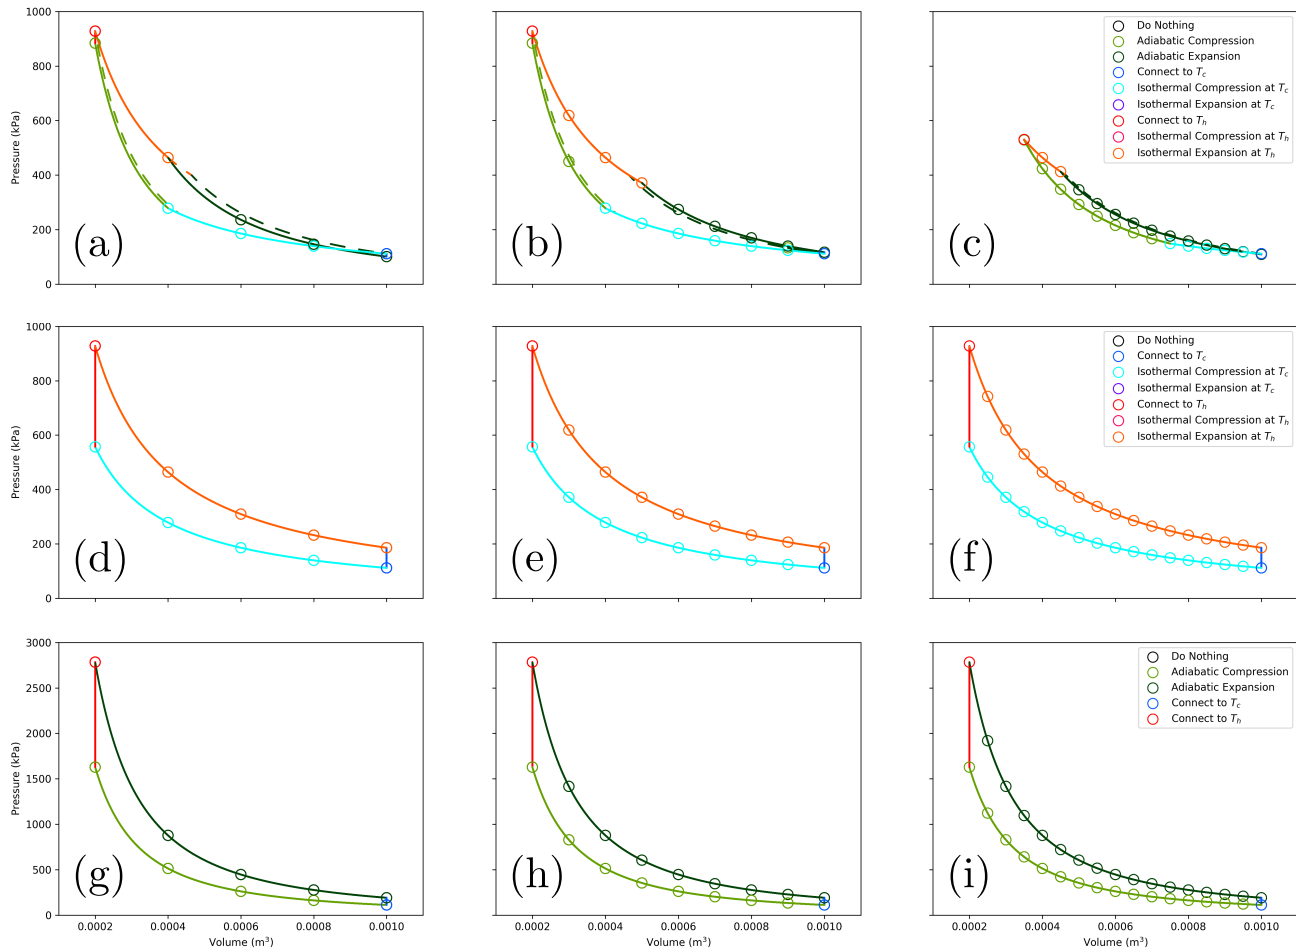 1000
800
600
400
200
0
Pressure (kPa)
(a)
(b)
(c)
Do Nothing
Adiabatic Compression
Adiabatic Expansion
Connect to T_c
Isothermal Compression at T_c
Isothermal Expansion at T_c
Connect to T_h
Isothermal Compression at T_h
Isothermal Expansion at T_h
1000
800
600
400
200
0
Pressure (kPa)
(d)
(e)
(f)
Do Nothing
Connect to T_c
Isothermal Compression at T_c
Isothermal Expansion at T_c
Connect to T_h
Isothermal Compression at T_h
Isothermal Expansion at T_h
3000
2500
2000
1500
1000
500
0
Pressure (kPa)
(g)
(h)
(i)
Do Nothing
Adiabatic Compression
Adiabatic Expansion
Connect to T_c
Connect to T_h
0.0002 0.0004 0.0006 0.0008 0.0010
Volume (m³)
0.0002 0.0004 0.0006 0.0008 0.0010
Volume (m³)
0.0002 0.0004 0.0006 0.0008 0.0010
Volume (m³)